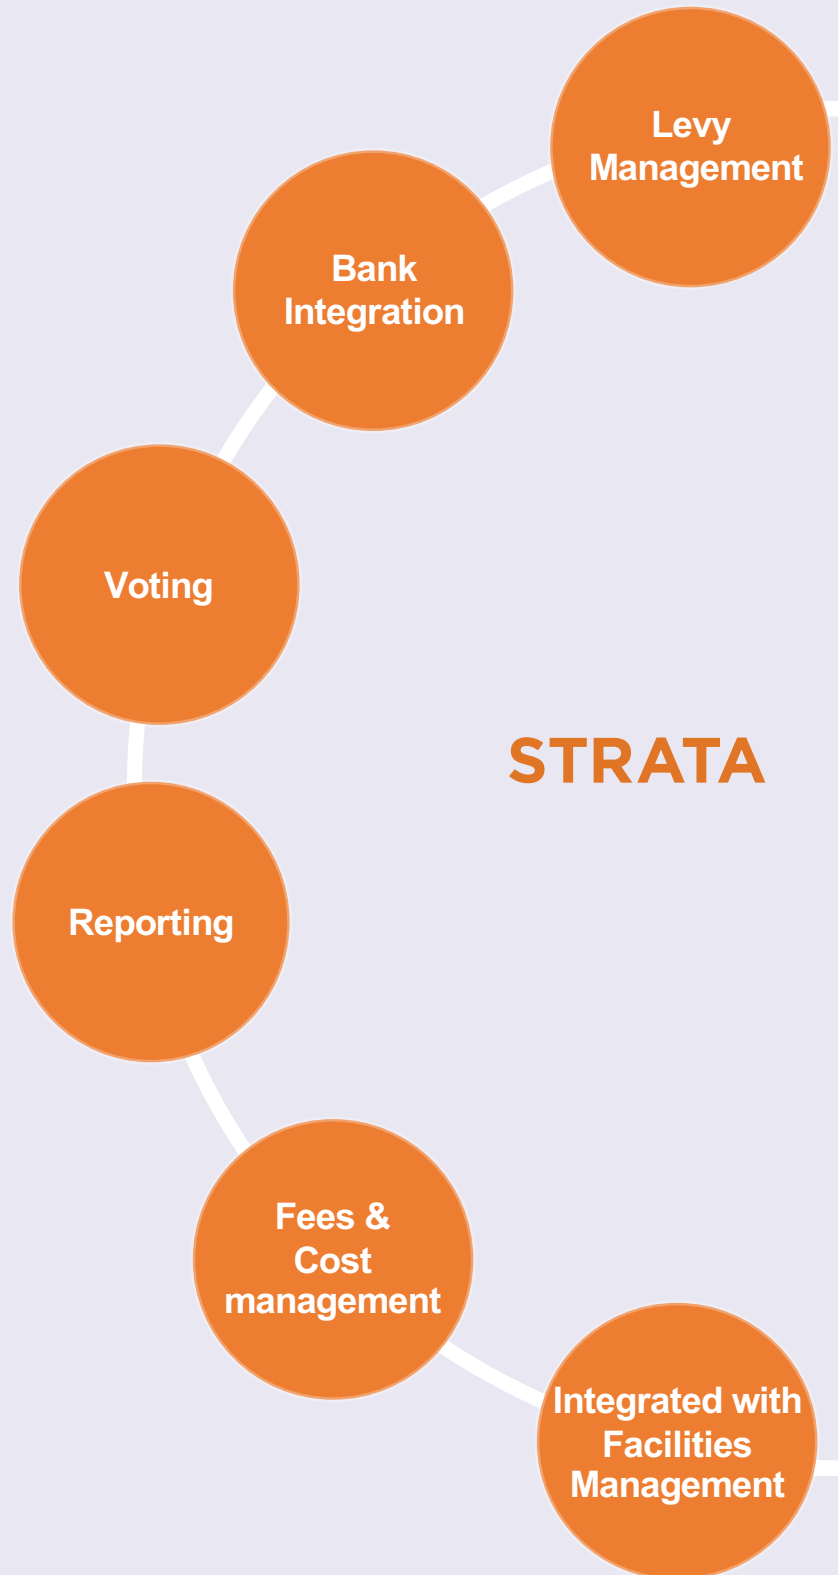 Levy
Management
Bank
Integration
Voting
STRATA
Reporting
Fees &
Cost
management
Integrated with
Facilities
Management